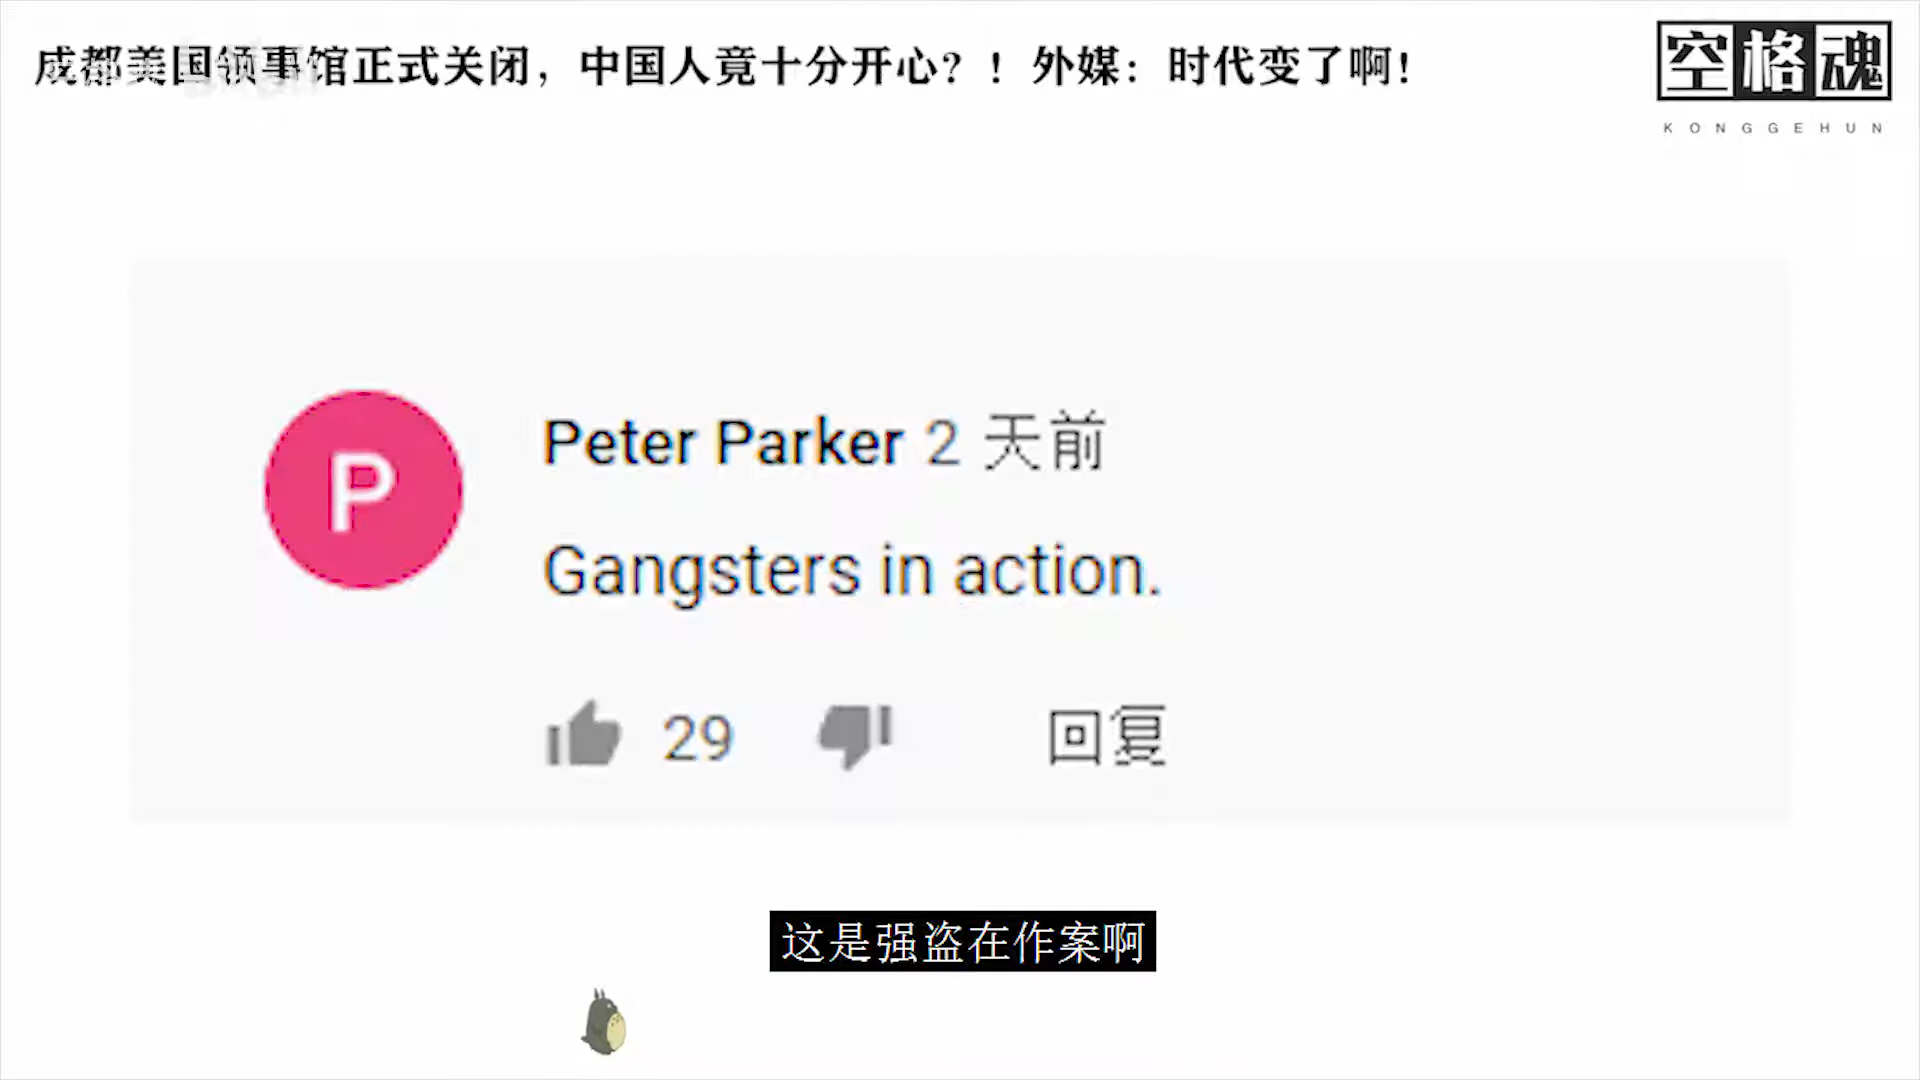 成都美国领事馆正式关闭，中国人竟十分开心？！外媒：时代变了啊！
空格魂
KONGGEHUN
P
Peter Parker 2 天前
Gangsters in action.
29 回复
这是强盗在作案啊